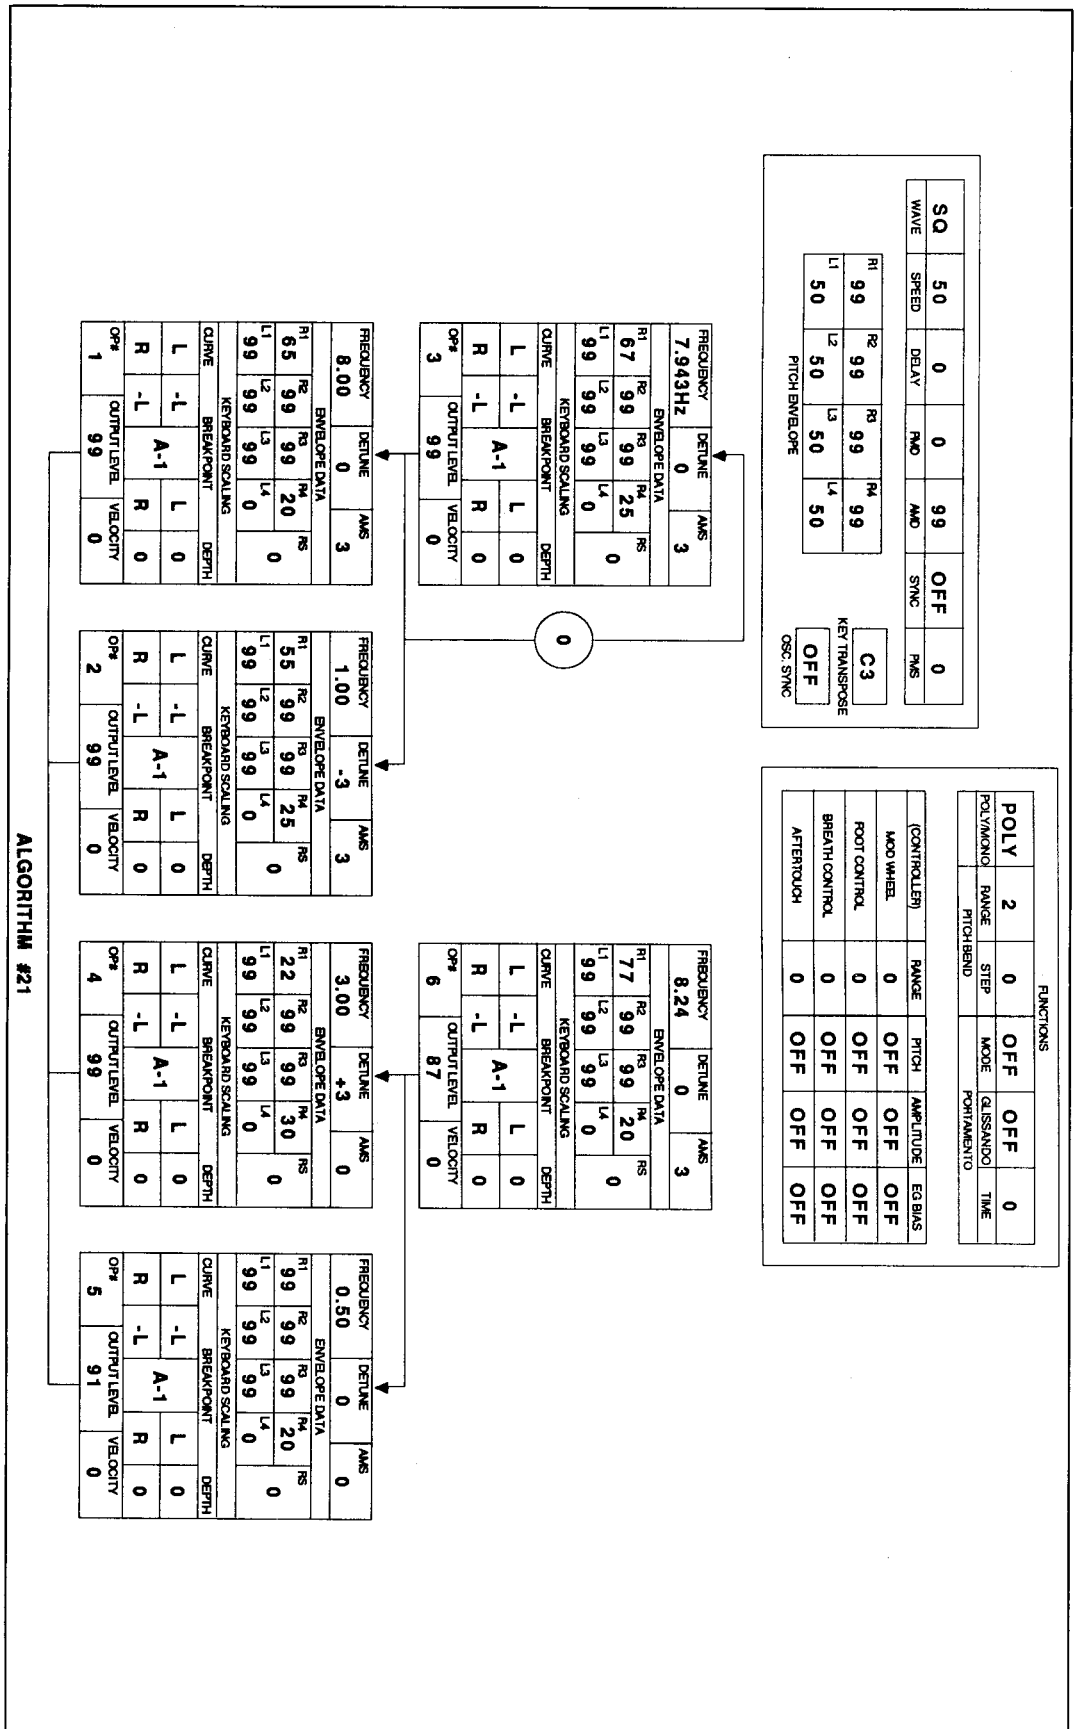 SQ 50 0 0 99 OFF 0
WAVE SPEED DELAY PMD AMD SYNC PMS
R1 99 R2 99 R3 99 R4 99
L1 50 L2 50 L3 50 L4 50
PITCH ENVELOPE
C3
KEY TRANSPOSE
OFF
OSC. SYNC
FUNCTIONS
POLY 2 0 OFF OFF 0
POLY/MONO RANGE STEP MODE GLISSANDO TIME
PITCH BEND PORTAMENTO
(CONTROLLER) RANGE PITCH AMPLITUDE EG BIAS
MOD WHEEL 0 OFF OFF OFF
FOOT CONTROL 0 OFF OFF OFF
BREATH CONTROL 0 OFF OFF OFF
AFTERTOUCH 0 OFF OFF OFF
FREQUENCY DETUNE AMS
7.943Hz 0 3
ENVELOPE DATA
R1 67 R2 99 R3 99 R4 25 RS
L1 99 L2 99 L3 99 L4 0 0
KEYBOARD SCALING
CURVE BREAKPOINT DEPTH
L -L A-1 L 0
R -L R 0
OP# OUTPUT LEVEL VELOCITY
3 99 0
0
FREQUENCY DETUNE AMS
8.24 0 3
ENVELOPE DATA
R1 77 R2 99 R3 99 R4 20 RS
L1 99 L2 99 L3 99 L4 0 0
KEYBOARD SCALING
CURVE BREAKPOINT DEPTH
L -L A-1 L 0
R -L R 0
OP# OUTPUT LEVEL VELOCITY
6 87 0
FREQUENCY DETUNE AMS
8.00 0 3
ENVELOPE DATA
R1 65 R2 99 R3 99 R4 20 RS
L1 99 L2 99 L3 99 L4 0 0
KEYBOARD SCALING
CURVE BREAKPOINT DEPTH
L -L A-1 L 0
R -L R 0
OP# OUTPUT LEVEL VELOCITY
1 99 0
FREQUENCY DETUNE AMS
1.00 -3 3
ENVELOPE DATA
R1 55 R2 99 R3 99 R4 25 RS
L1 99 L2 99 L3 99 L4 0 0
KEYBOARD SCALING
CURVE BREAKPOINT DEPTH
L -L A-1 L 0
R -L R 0
OP# OUTPUT LEVEL VELOCITY
2 99 0
FREQUENCY DETUNE AMS
3.00 +3 0
ENVELOPE DATA
R1 22 R2 99 R3 99 R4 30 RS
L1 99 L2 99 L3 99 L4 0 0
KEYBOARD SCALING
CURVE BREAKPOINT DEPTH
L -L A-1 L 0
R -L R 0
OP# OUTPUT LEVEL VELOCITY
4 99 0
FREQUENCY DETUNE AMS
0.50 0 0
ENVELOPE DATA
R1 99 R2 99 R3 99 R4 20 RS
L1 99 L2 99 L3 99 L4 0 0
KEYBOARD SCALING
CURVE BREAKPOINT DEPTH
L -L A-1 L 0
R -L R 0
OP# OUTPUT LEVEL VELOCITY
5 91 0
ALGORITHM #21